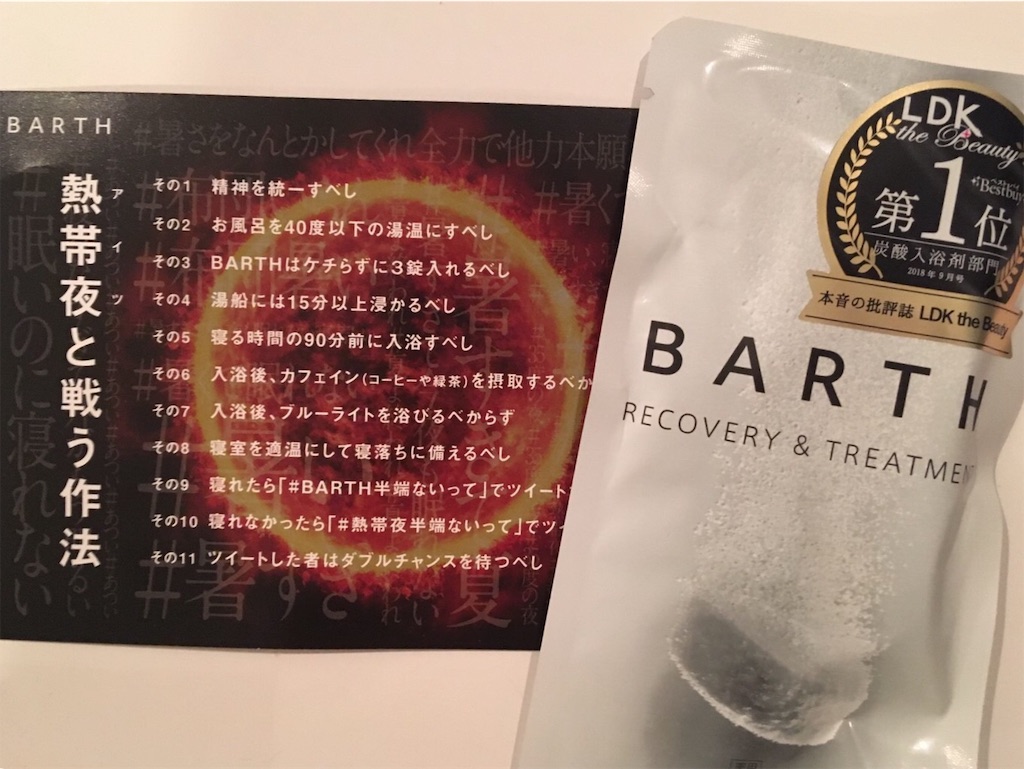 BARTH
熱帯夜と戦う作法
アイツ
その1 精神を統一すべし
その2 お風呂を40度以下の湯温にすべし
その3 BARTHはケチらずに3錠入れるべし
その4 湯船には15分以上浸かるべし
その5 寝る時間の90分前に入浴すべし
その6 入浴後、カフェイン(コーヒーや緑茶)を摂取するべか
その7 入浴後、ブルーライトを浴びるべからず
その8 寝室を適温にして寝落ちに備えるべし
その9 寝れたら「#BARTH半端ないって」でツイート
その10 寝れなかったら「#熱帯夜半端ないって」でツイ
その11 ツイートした者はダブルチャンスを待つべし
#暑さをなんとかしてくれ 全力で他力本願
#眠いのに寝れない
#暑すぎ
夏
LDK
the Beauty
ベストバイ
Bestbuy
第1位
炭酸入浴剤部門
2018年9月号
本音の批評誌 LDK the Beauty
BARTH
RECOVERY & TREATMEN